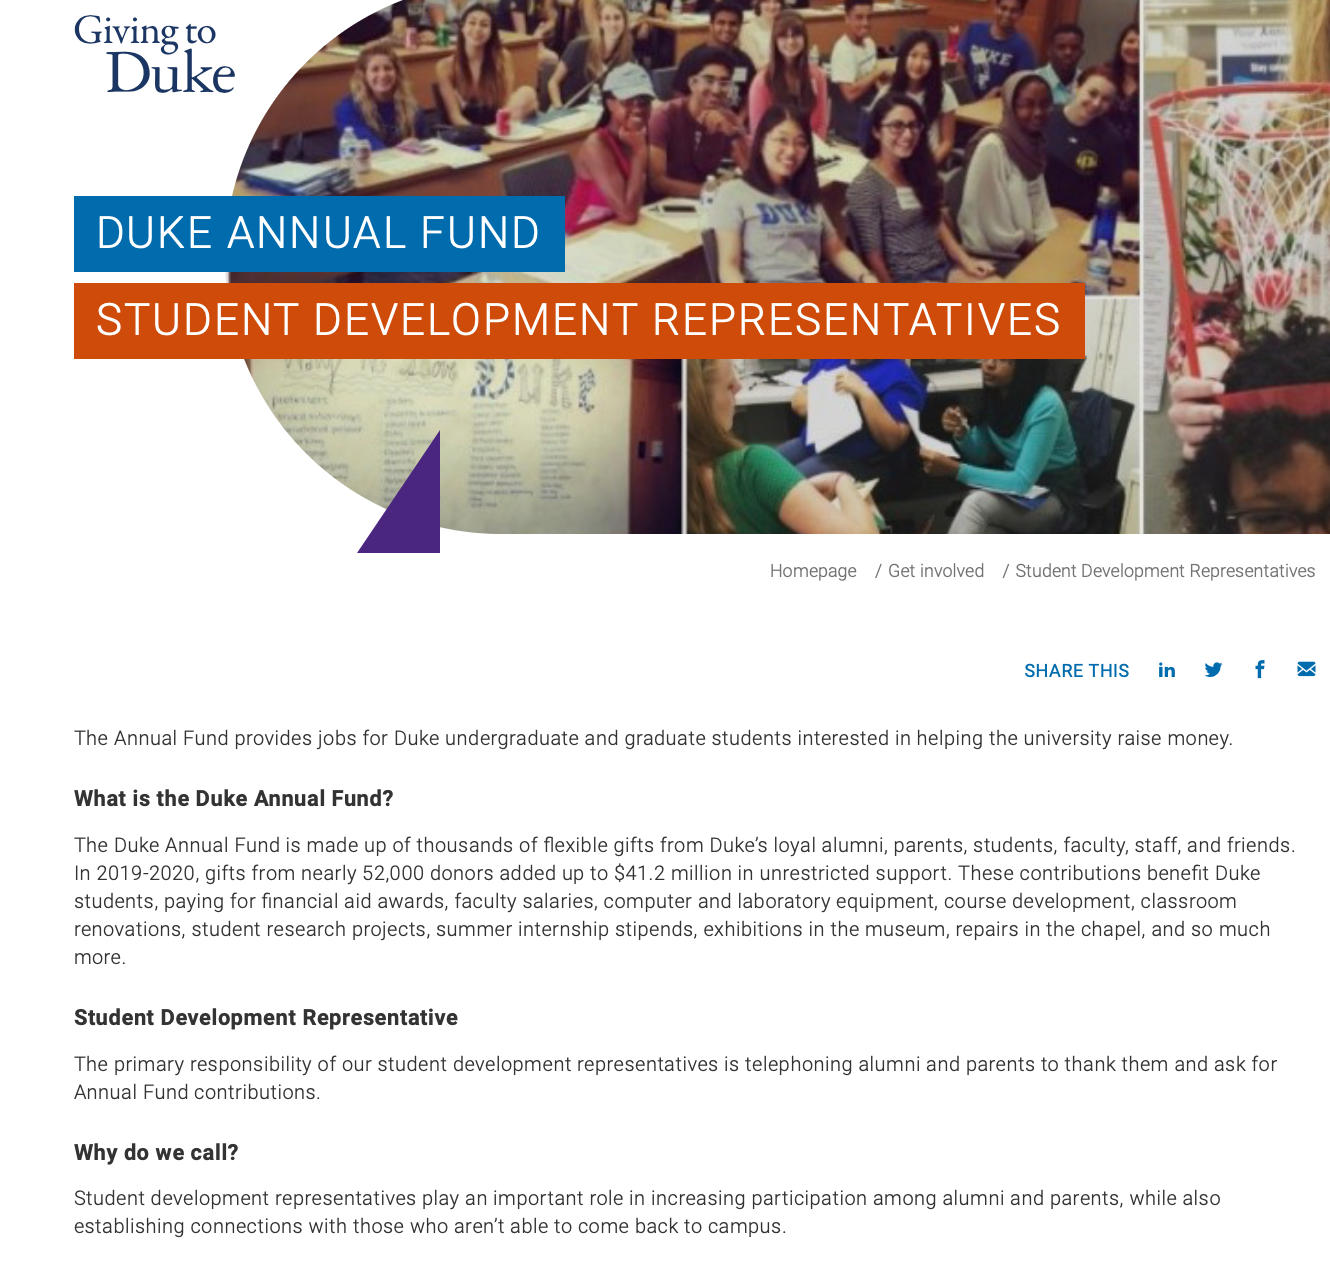 Giving to
Duke
DUKE
DUKE
Stay
DUKE ANNUAL FUND
STUDENT DEVELOPMENT REPRESENTATIVES
Duke
professors
Homepage / Get involved / Student Development Representatives
SHARE THIS
The Annual Fund provides jobs for Duke undergraduate and graduate students interested in helping the university raise money.
What is the Duke Annual Fund?
The Duke Annual Fund is made up of thousands of flexible gifts from Duke’s loyal alumni, parents, students, faculty, staff, and friends.
In 2019-2020, gifts from nearly 52,000 donors added up to $41.2 million in unrestricted support. These contributions benefit Duke
students, paying for financial aid awards, faculty salaries, computer and laboratory equipment, course development, classroom
renovations, student research projects, summer internship stipends, exhibitions in the museum, repairs in the chapel, and so much
more.
Student Development Representative
The primary responsibility of our student development representatives is telephoning alumni and parents to thank them and ask for
Annual Fund contributions.
Why do we call?
Student development representatives play an important role in increasing participation among alumni and parents, while also
establishing connections with those who aren’t able to come back to campus.